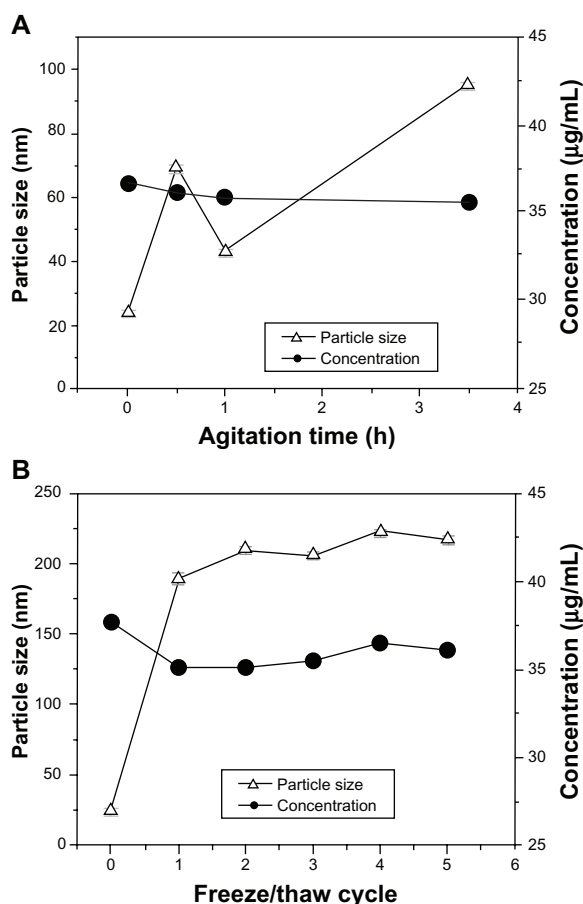 A
Particle size (nm)
100
80
60
40
20
0
Concentration (µg/mL)
45
40
35
30
29
25
Particle size
Concentration
0
1
2
3
4
Agitation time (h)
B
Particle size (nm)
250
200
150
100
50
0
Concentration (µg/mL)
45
40
35
30
25
Particle size
Concentration
0
1
2
3
4
5
6
Freeze/thaw cycle